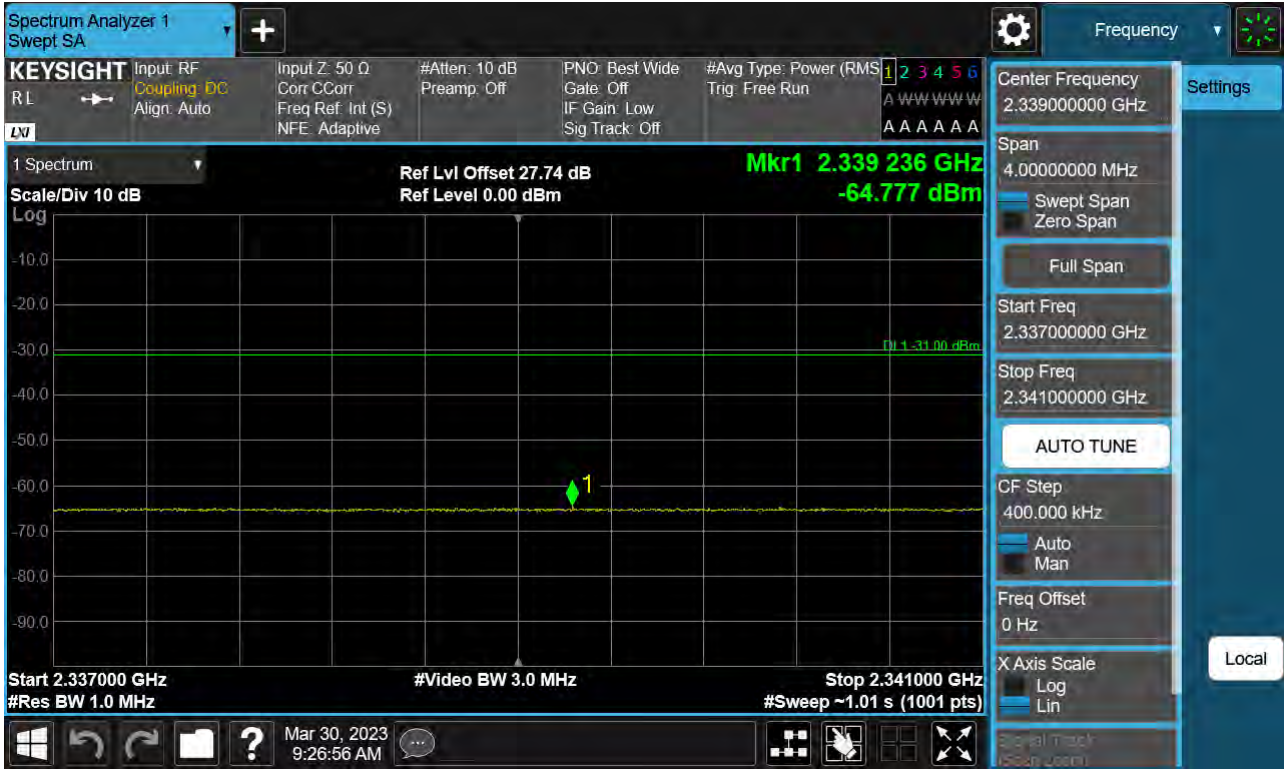 Spectrum Analyzer 1
Swept SA
+
Frequency
KEYSIGHT
RL
LXI
Input: RF
Coupling: DC
Align: Auto
Input Z: 50 Ω
Corr CCorr
Freq Ref: Int (S)
NFE: Adaptive
#Atten: 10 dB
Preamp: Off
PNO: Best Wide
Gate: Off
IF Gain: Low
Sig Track: Off
#Avg Type: Power (RMS
Trig: Free Run
1 2 3 4 5 6
A W W W W W
A A A A A A
1 Spectrum
Scale/Div 10 dB
Log
Ref Lvl Offset 27.74 dB
Ref Level 0.00 dBm
Mkr1 2.339 236 GHz
-64.777 dBm
-10.0
-20.0
-30.0
DL1 -31.00 dBm
-40.0
-50.0
-60.0
1
-70.0
-80.0
-90.0
Start 2.337000 GHz
#Res BW 1.0 MHz
#Video BW 3.0 MHz
Stop 2.341000 GHz
#Sweep ~1.01 s (1001 pts)
Center Frequency
2.339000000 GHz
Span
4.00000000 MHz
Swept Span
Zero Span
Full Span
Start Freq
2.337000000 GHz
Stop Freq
2.341000000 GHz
AUTO TUNE
CF Step
400.000 kHz
Auto
Man
Freq Offset
0 Hz
X Axis Scale
Log
Lin
Signal Track
(Span Zoom)
Settings
Local
?
Mar 30, 2023
9:26:56 AM